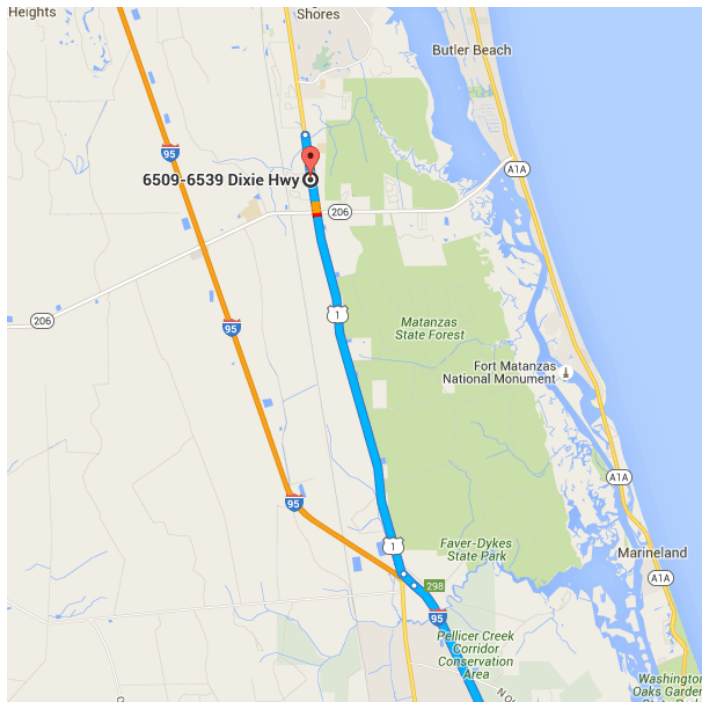 Heights
Shores
Butler Beach
95
A1A
6509-6539 Dixie Hwy
206
206
95
1
Matanzas
State Forest
Fort Matanzas
National Monument
A1A
95
1
Faver-Dykes
State Park
Marineland
298
A1A
95
Pellicer Creek
Corridor
Conservation
Area
Washington
Oaks Garden